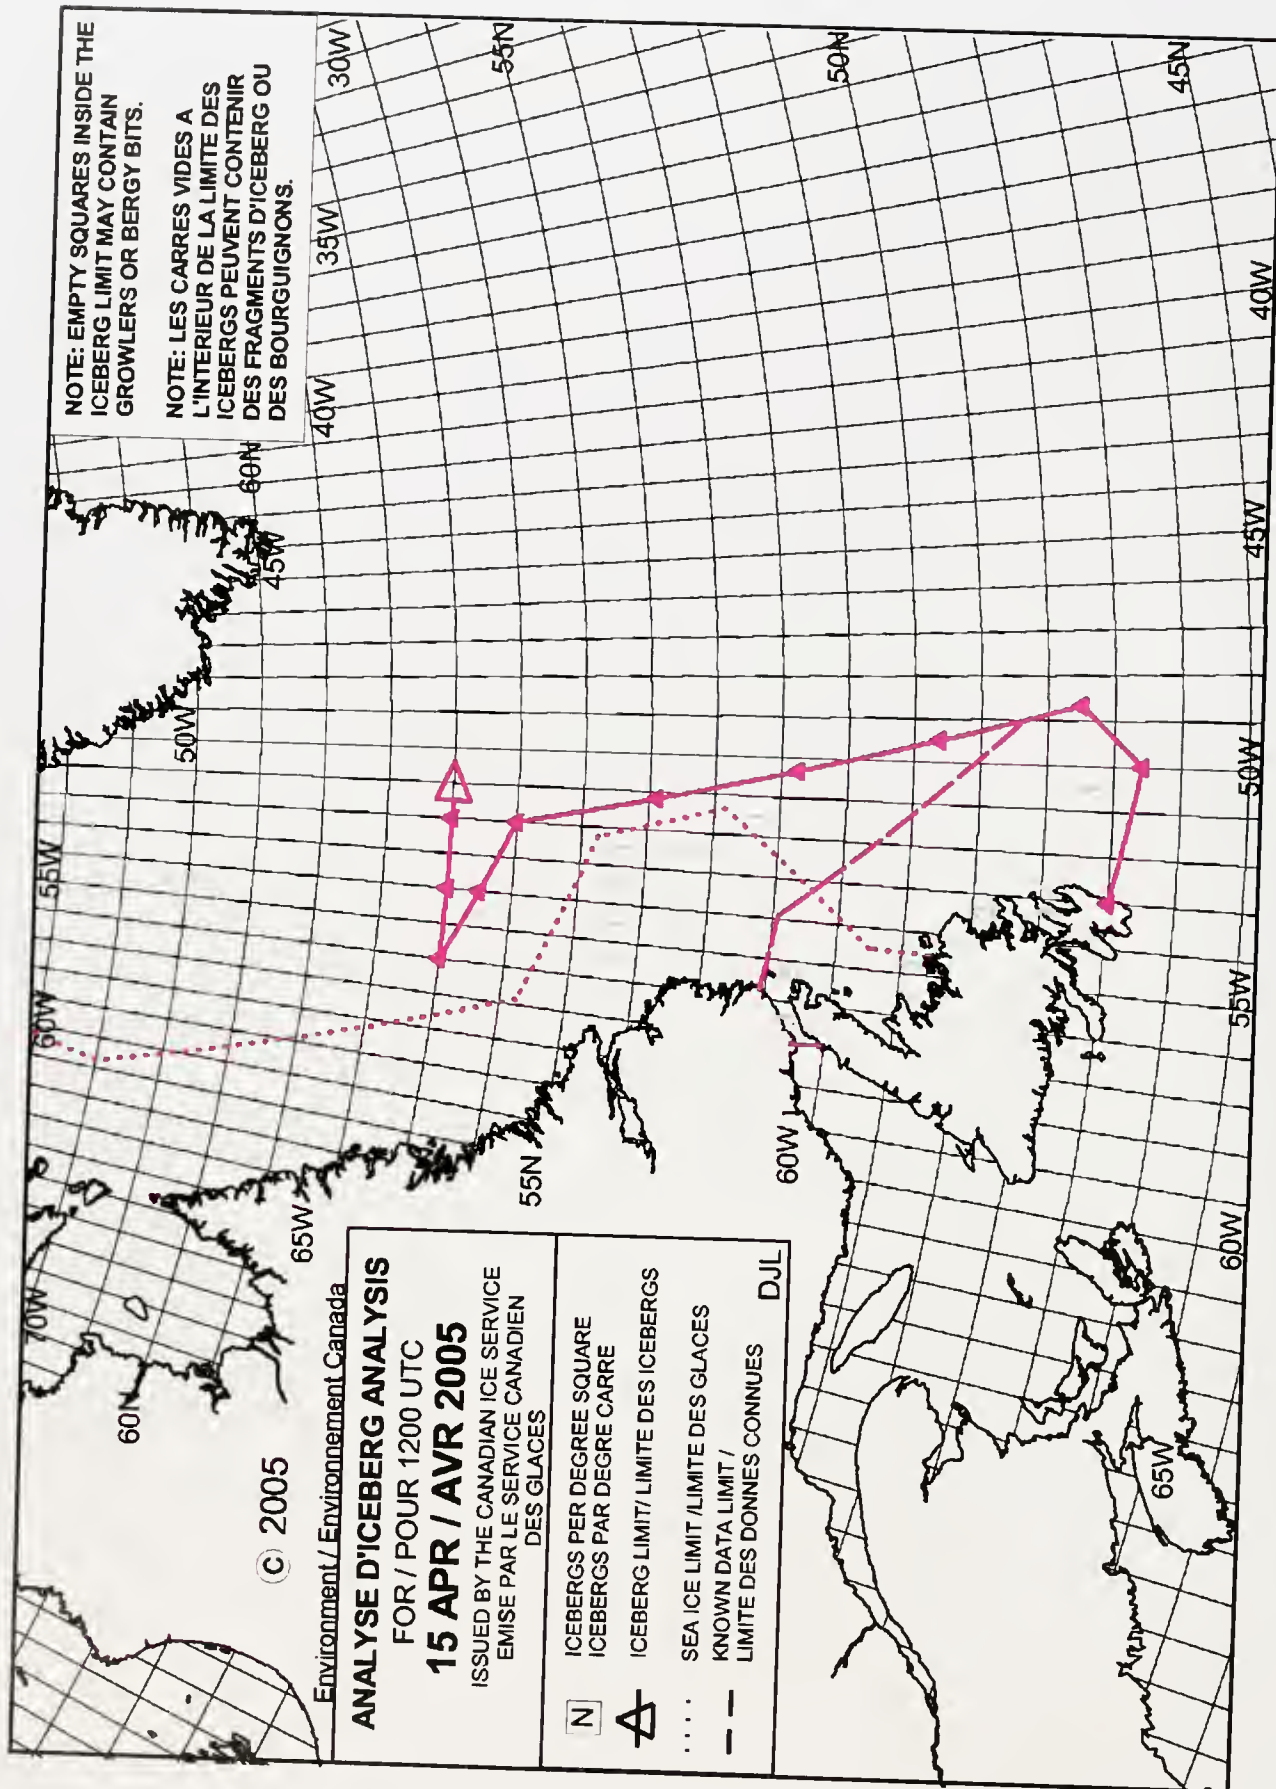 NOTE: EMPTY SQUARES INSIDE THE
ICEBERG LIMIT MAY CONTAIN
GROWLERS OR BERGY BITS.
NOTE: LES CARRES VIDES A
L'INTERIEUR DE LA LIMITE DES
ICEBERGS PEUVENT CONTENIR
DES FRAGMENTS D'ICEBERG OU
DES BOURGUIGNONS.
70W
60W
55W
60N
65W
50W
60N
45W
40W
35W
30W
55N
55N
50N
60W
45N
65W
60W
55W
50W
45W
40W
© 2005
Environment / Environnement Canada
ANALYSE D'ICEBERG ANALYSIS
FOR / POUR 1200 UTC
15 APR / AVR 2005
ISSUED BY THE CANADIAN ICE SERVICE
EMISE PAR LE SERVICE CANADIEN
DES GLACES
N
ICEBERGS PER DEGREE SQUARE
ICEBERGS PAR DEGRE CARRE
ICEBERG LIMIT/ LIMITE DES ICEBERGS
SEA ICE LIMIT /LIMITE DES GLACES
KNOWN DATA LIMIT /
LIMITE DES DONNES CONNUES
DJL